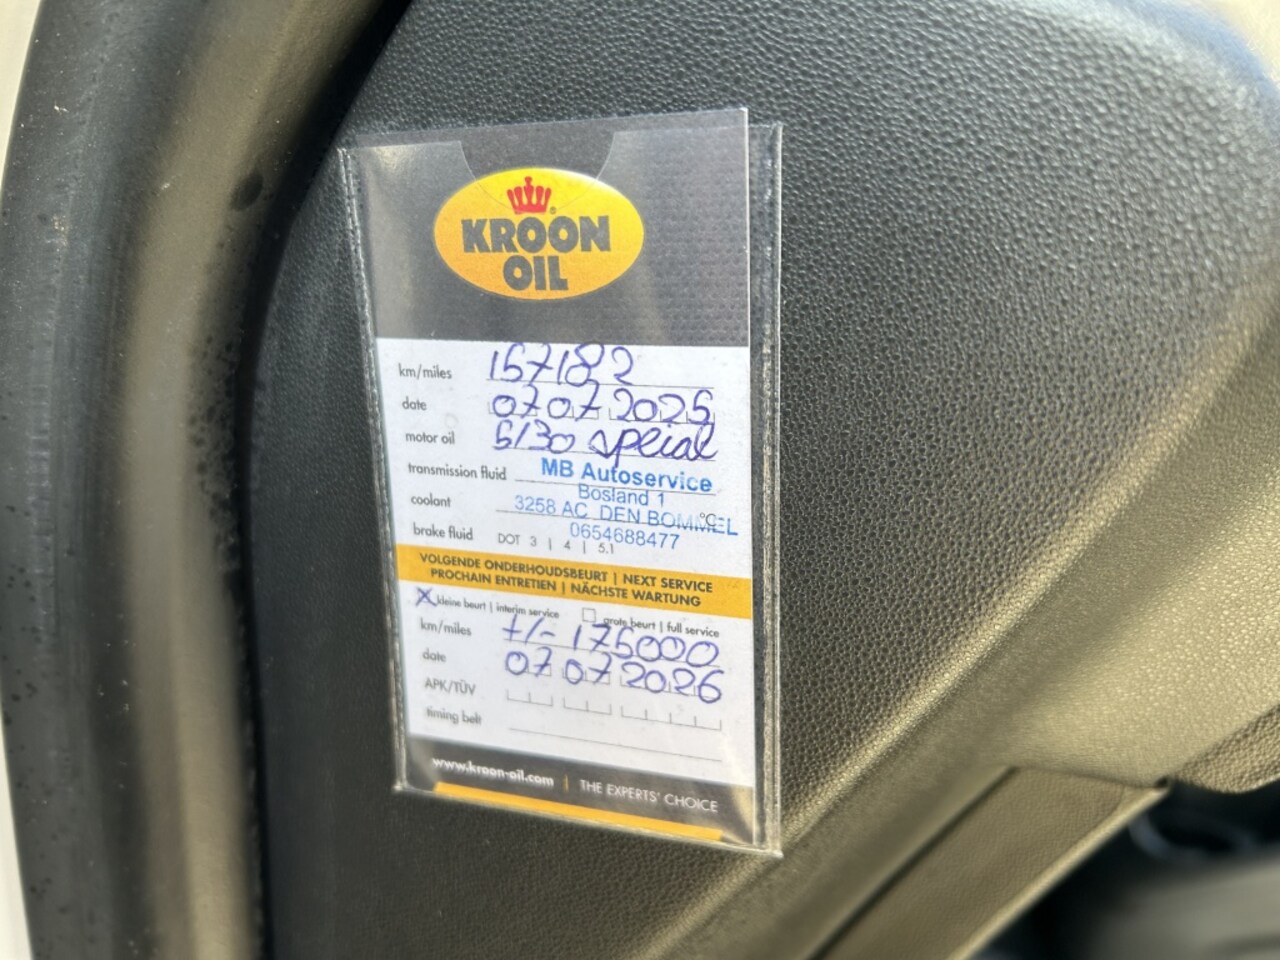 KROON
OIL
km/miles 157182
date 07 07 2025
motor oil 5/30 special
transmission fluid MB Autoservice
Bosland 1
coolant 3258 AC DEN BOMMEL °C
0654688477
brake fluid DOT 3 | 4 | 5.1
VOLGENDE ONDERHOUDSBEURT | NEXT SERVICE
PROCHAIN ENTRETIEN | NÄCHSTE WARTUNG
X kleine beurt | interim service grote beurt | full service
km/miles +/- 175000
date 07 07 2026
APK/TÜV
timing belt
www.kroon-oil.com | THE EXPERTS' CHOICE